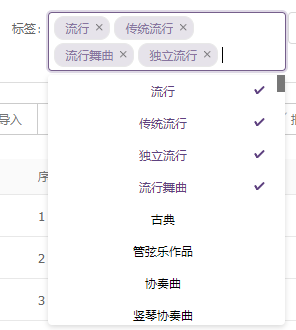 标签: 流行 × 传统流行 ×
流行舞曲 × 独立流行 ×
流行
导入
传统流行
独立流行
序
流行舞曲
1
古典
2
管弦乐作品
协奏曲
3
竖琴协奏曲